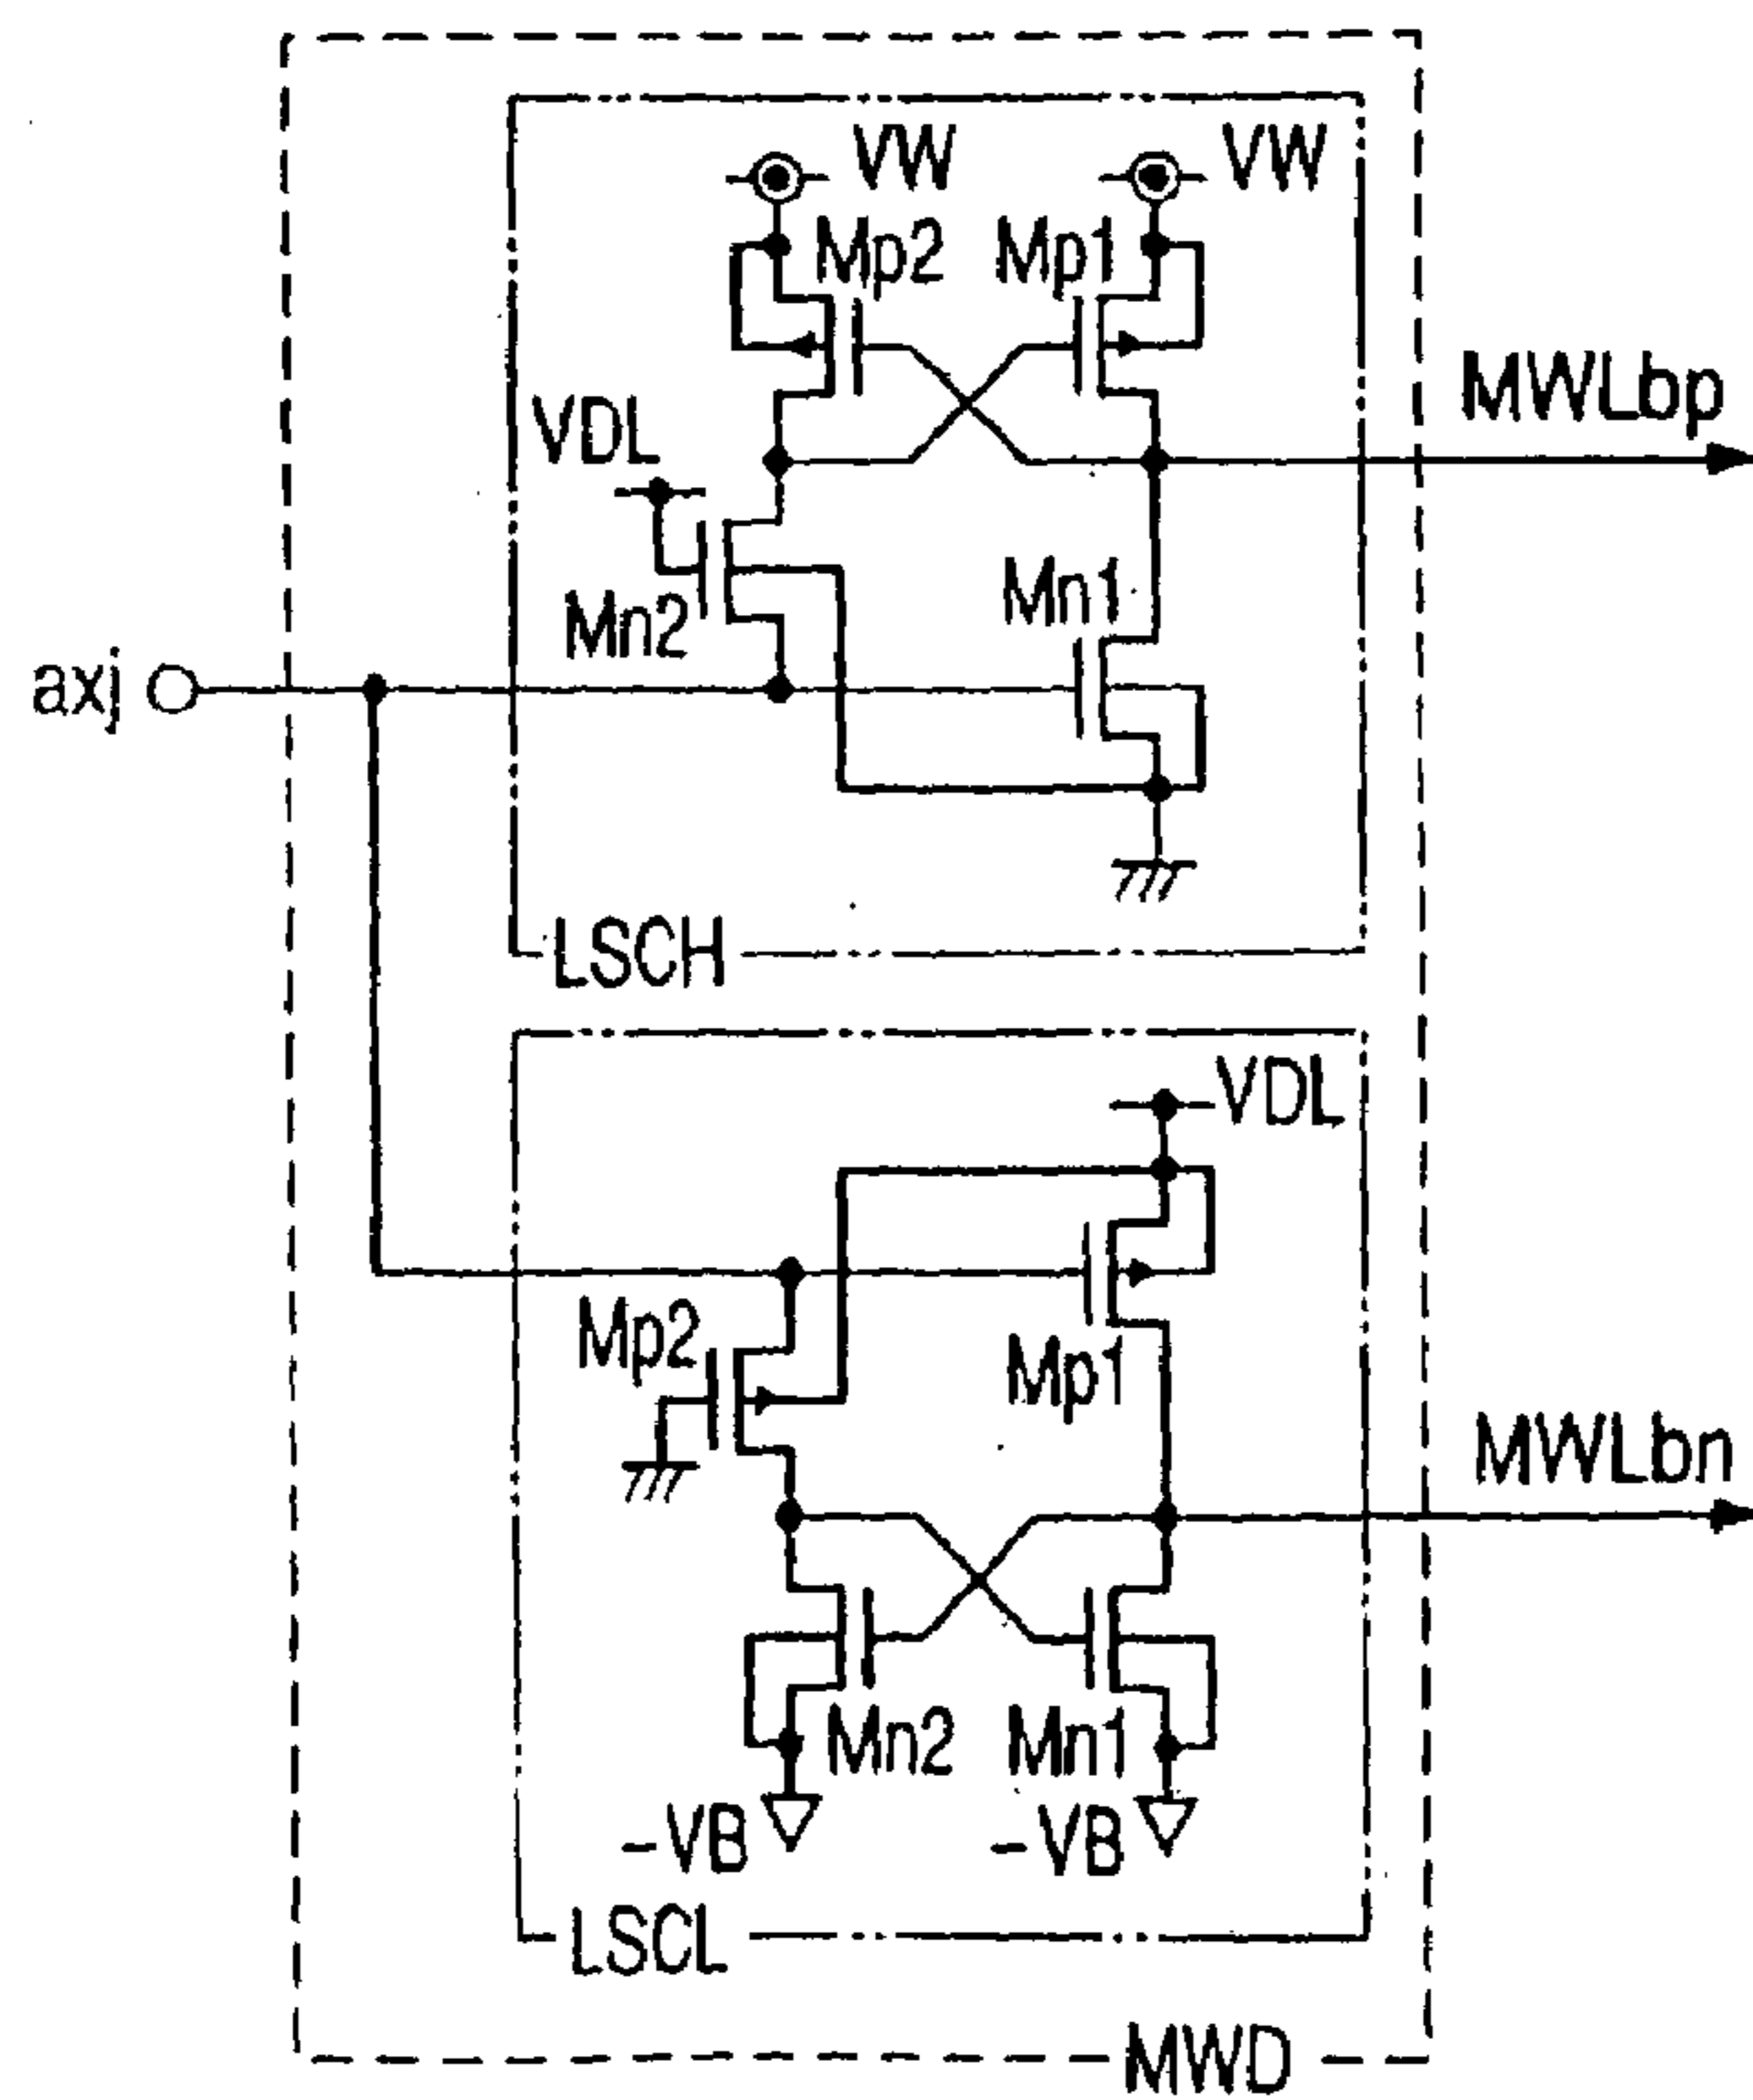 VW VW
Mp2 Mp1
VDL
MWLbp
Mn2
Mn1
axj
LSCH
VDL
Mp2
Mp1
MWLbn
Mn2 Mn1
-VB -VB
LSCL
MWD